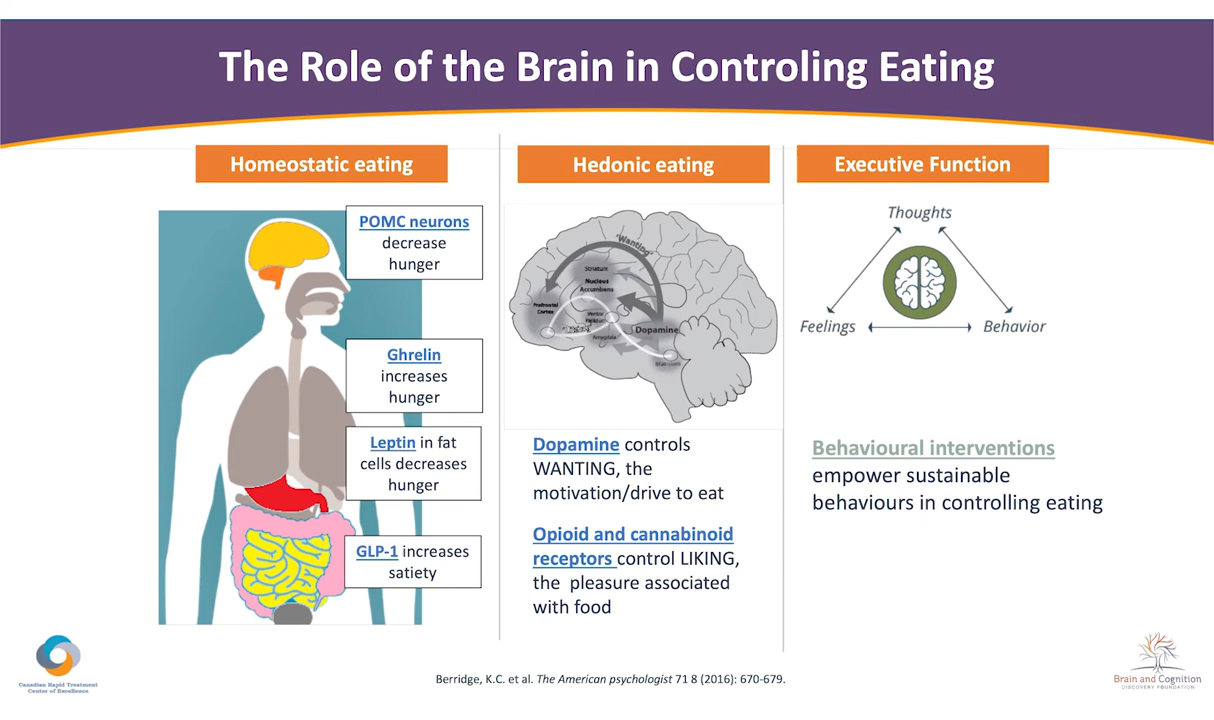 The Role of the Brain in Controling Eating
Homeostatic eating
POMC neurons
decrease
hunger
Ghrelin
increases
hunger
Leptin in fat
cells decreases
hunger
GLP-1 increases
satiety
Hedonic eating
"Wanting"
Striatum
Nucleus
Accumbens
Prefrontal
Cortex
Ventral
Pallidum
Amygdala
Dopamine
Brainstem
Dopamine controls
WANTING, the
motivation/drive to eat
Opioid and cannabinoid
receptors control LIKING,
the pleasure associated
with food
Executive Function
Thoughts
Feelings
Behavior
Behavioural interventions
empower sustainable
behaviours in controlling eating
Canadian Rapid Treatment
Center of Excellence
Berridge, K.C. et al. The American psychologist 71 8 (2016): 670-679.
Brain and Cognition
DISCOVERY FOUNDATION